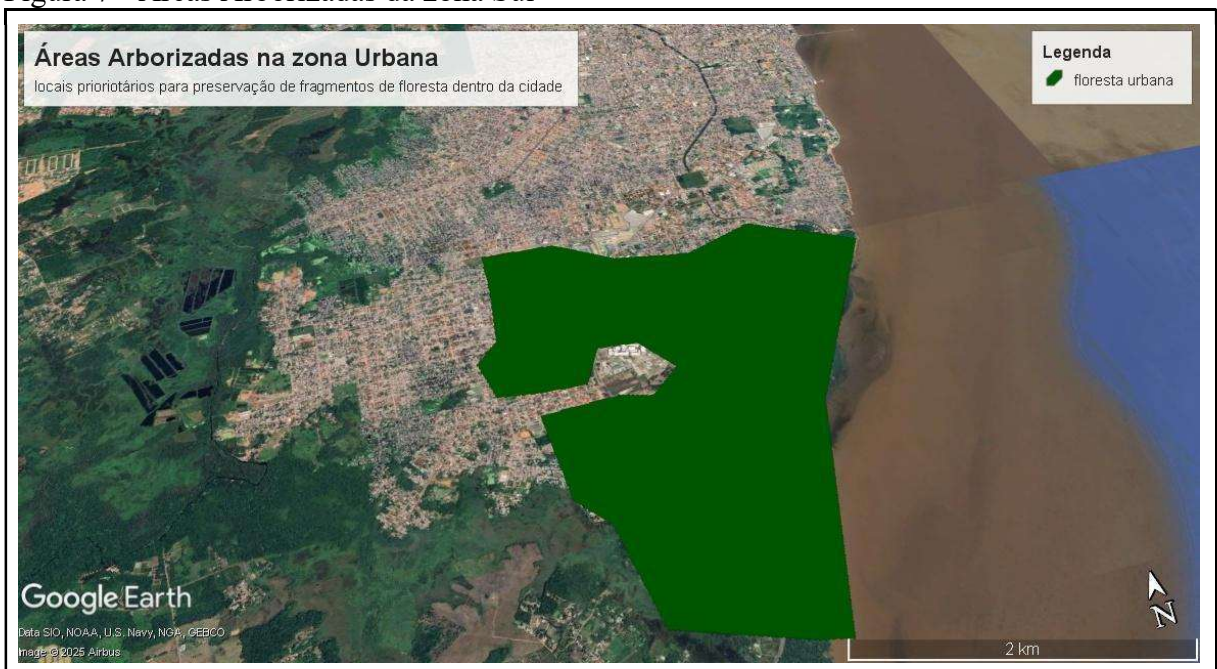 Áreas Arborizadas na zona Urbana
locais prioriotários para preservação de fragmentos de floresta dentro da cidade
Legenda
floresta urbana
Google Earth
Data SIO, NOAA, U.S. Navy, NGA, GEBCO
Image © 2025 Airbus
N
2 km